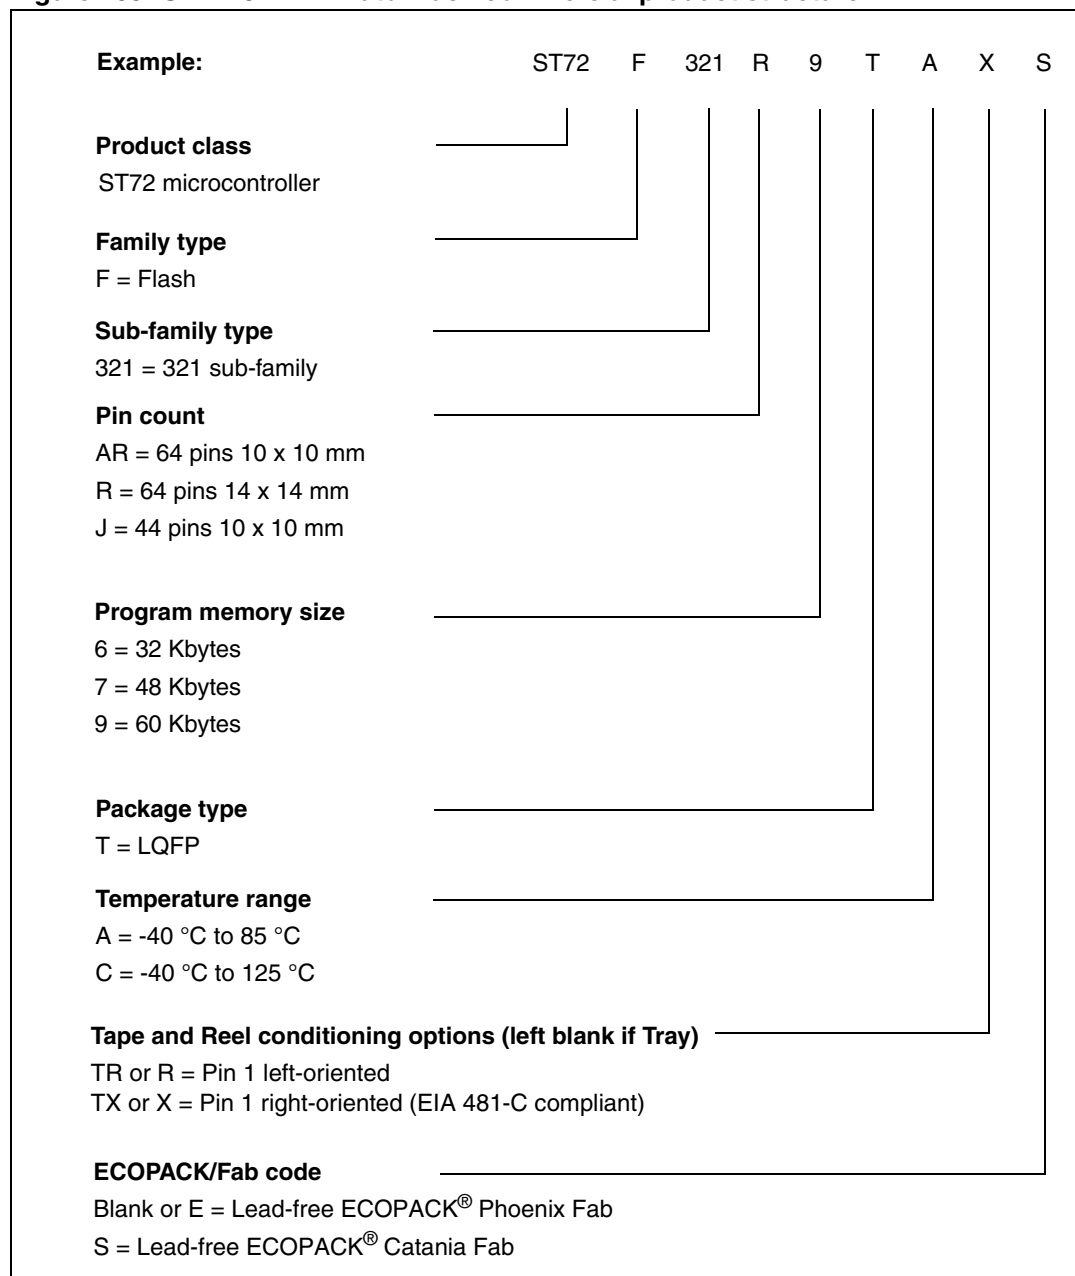 Example: ST72 F 321 R 9 T A X S
Product class
ST72 microcontroller
Family type
F = Flash
Sub-family type
321 = 321 sub-family
Pin count
AR = 64 pins 10 x 10 mm
R = 64 pins 14 x 14 mm
J = 44 pins 10 x 10 mm
Program memory size
6 = 32 Kbytes
7 = 48 Kbytes
9 = 60 Kbytes
Package type
T = LQFP
Temperature range
A = -40 °C to 85 °C
C = -40 °C to 125 °C
Tape and Reel conditioning options (left blank if Tray)
TR or R = Pin 1 left-oriented
TX or X = Pin 1 right-oriented (EIA 481-C compliant)
ECOPACK/Fab code
Blank or E = Lead-free ECOPACK® Phoenix Fab
S = Lead-free ECOPACK® Catania Fab